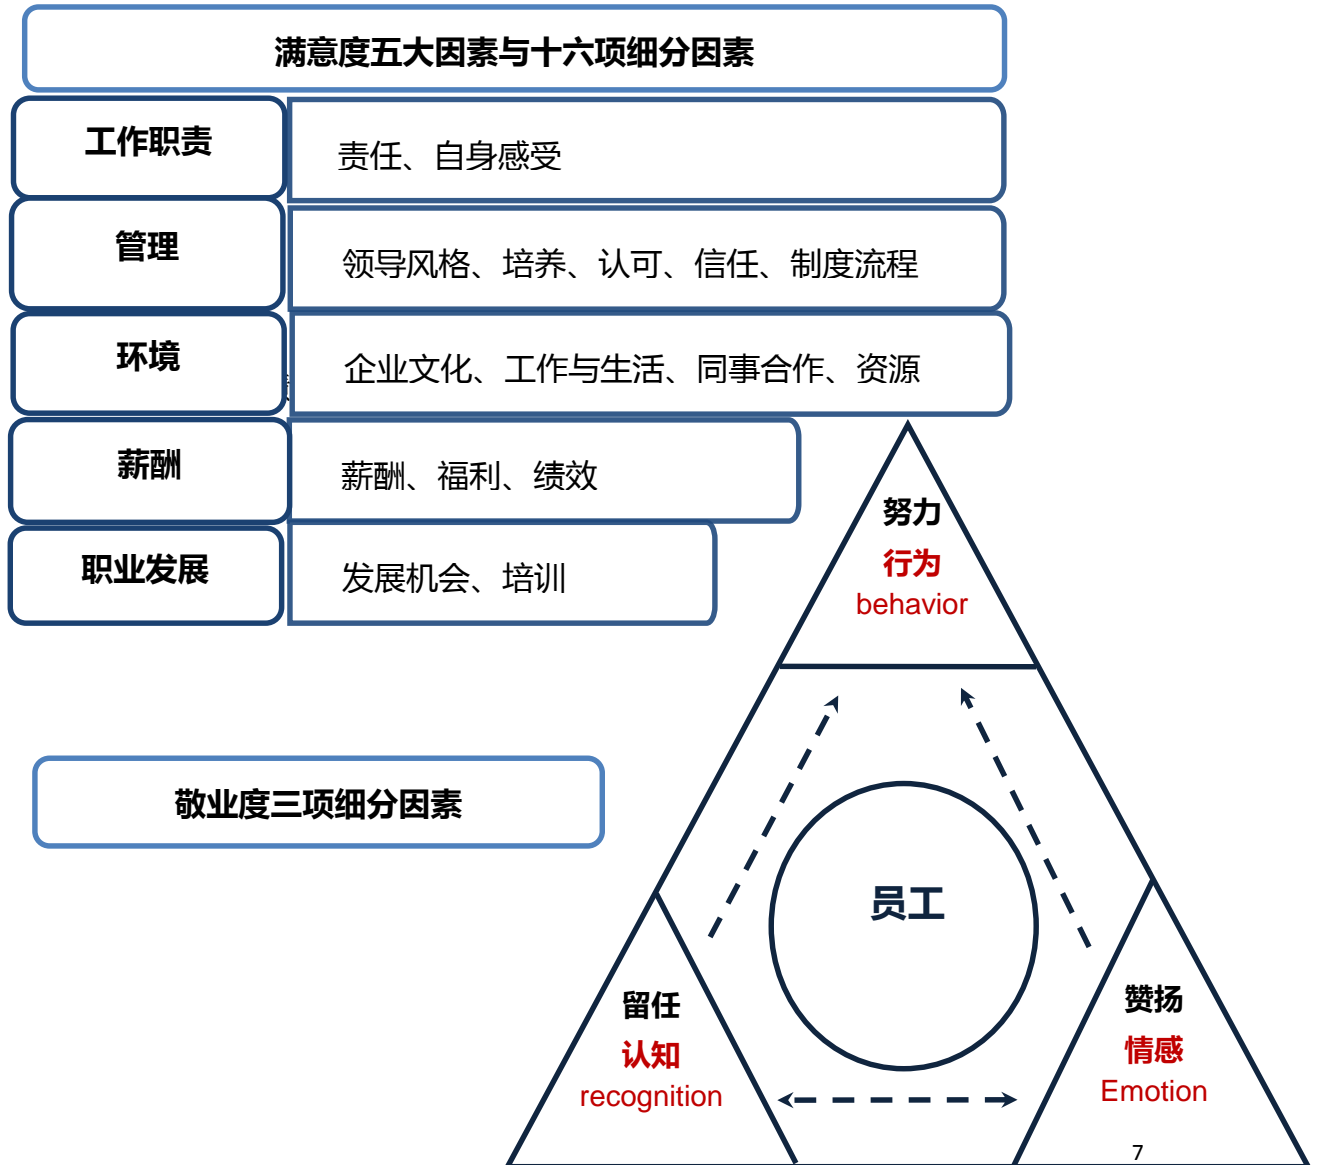 满意度五大因素与十六项细分因素
工作职责
责任、自身感受
管理
领导风格、培养、认可、信任、制度流程
环境
企业文化、工作与生活、同事合作、资源
薪酬
薪酬、福利、绩效
职业发展
发展机会、培训
努力
行为
behavior
敬业度三项细分因素
员工
留任
认知
recognition
赞扬
情感
Emotion
7